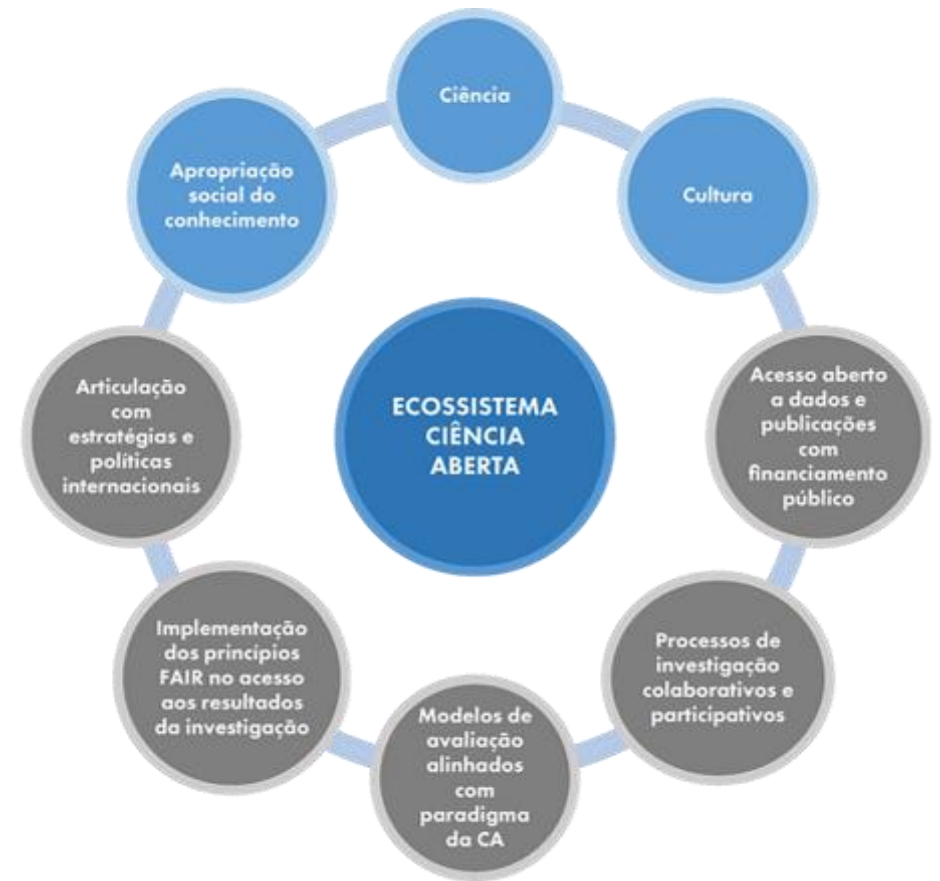 Ciência
Cultura
Apropriação
social do
conhecimento
ECOSSISTEMA
CIÊNCIA
ABERTA
Acesso aberto
a dados e
publicações
com
financiamento
público
Processos de
investigação
colaborativos e
participativos
Modelos de
avaliação
alinhados
com
paradigma
da CA
Implementação
dos princípios
FAIR no acesso
aos resultados
da investigação
Articulação
com
estratégias e
políticas
internacionais